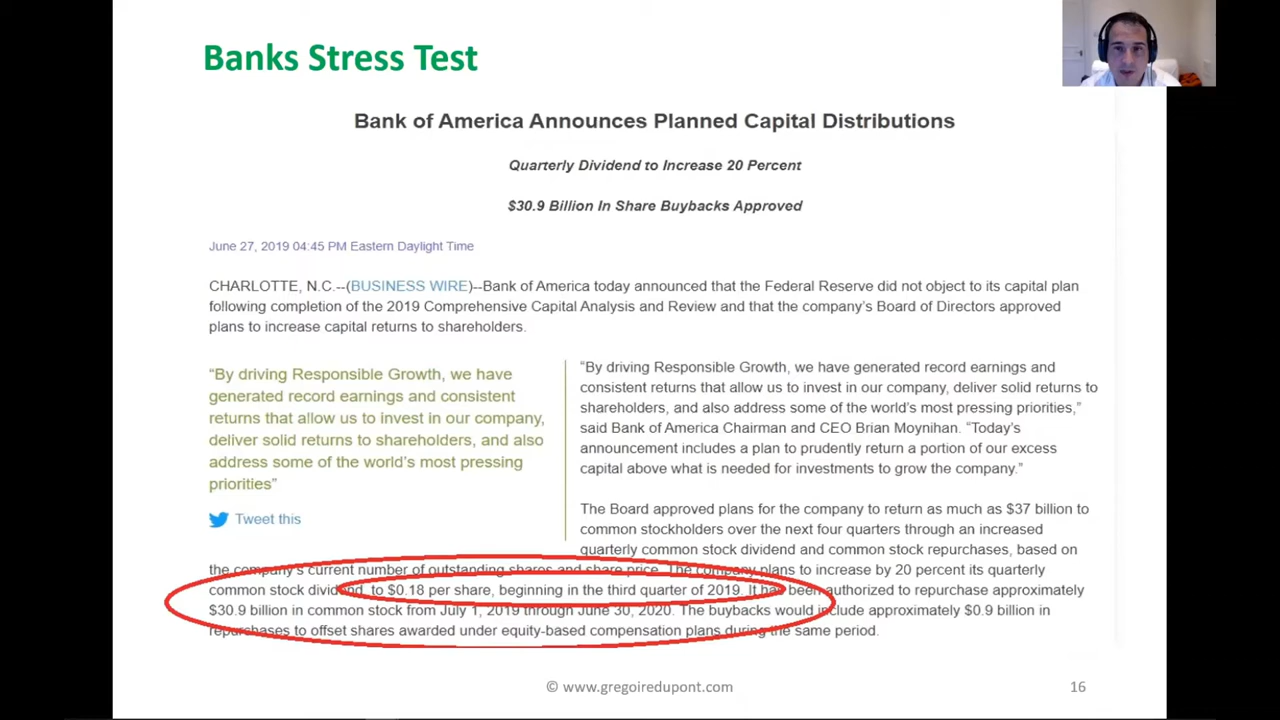 Banks Stress Test
Bank of America Announces Planned Capital Distributions
Quarterly Dividend to Increase 20 Percent
$30.9 Billion In Share Buybacks Approved
June 27, 2019 04:45 PM Eastern Daylight Time
CHARLOTTE, N.C.--(BUSINESS WIRE)--Bank of America today announced that the Federal Reserve did not object to its capital plan
following completion of the 2019 Comprehensive Capital Analysis and Review and that the company's Board of Directors approved
plans to increase capital returns to shareholders.
“By driving Responsible Growth, we have
generated record earnings and consistent
returns that allow us to invest in our company,
deliver solid returns to shareholders, and also
address some of the world’s most pressing
priorities”
Tweet this
“By driving Responsible Growth, we have generated record earnings and
consistent returns that allow us to invest in our company, deliver solid returns to
shareholders, and also address some of the world’s most pressing priorities,”
said Bank of America Chairman and CEO Brian Moynihan. “Today’s
announcement includes a plan to prudently return a portion of our excess
capital above what is needed for investments to grow the company.”
The Board approved plans for the company to return as much as $37 billion to
common stockholders over the next four quarters through an increased
quarterly common stock dividend and common stock repurchases, based on
the company's current number of outstanding shares and share price. The company plans to increase by 20 percent its quarterly
common stock dividend, to $0.18 per share, beginning in the third quarter of 2019. It has been authorized to repurchase approximately
$30.9 billion in common stock from July 1, 2019 through June 30, 2020. The buybacks would include approximately $0.9 billion in
repurchases to offset shares awarded under equity-based compensation plans during the same period.
© www.gregoiredupont.com
16